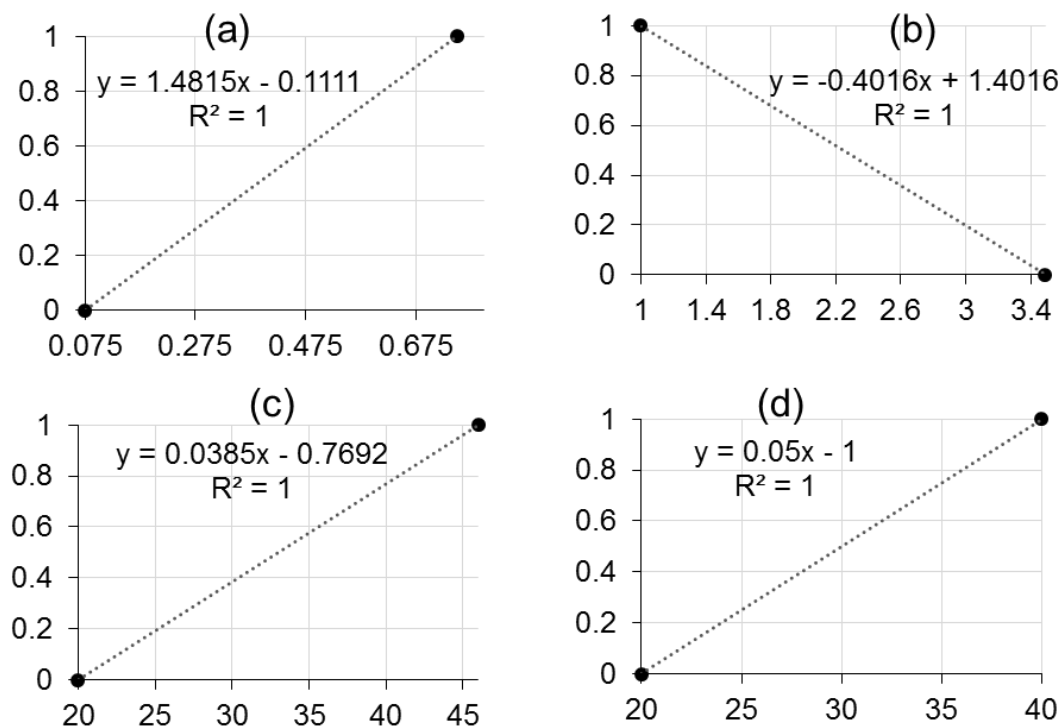 (a)
y = 1.4815x - 0.1111
R² = 1
1
0.8
0.6
0.4
0.2
0
0.075 0.275 0.475 0.675
(b)
y = -0.4016x + 1.4016
R² = 1
1
0.8
0.6
0.4
0.2
0
1 1.4 1.8 2.2 2.6 3 3.4
(c)
y = 0.0385x - 0.7692
R² = 1
1
0.8
0.6
0.4
0.2
0
20 25 30 35 40 45
(d)
y = 0.05x - 1
R² = 1
1
0.8
0.6
0.4
0.2
0
20 25 30 35 40